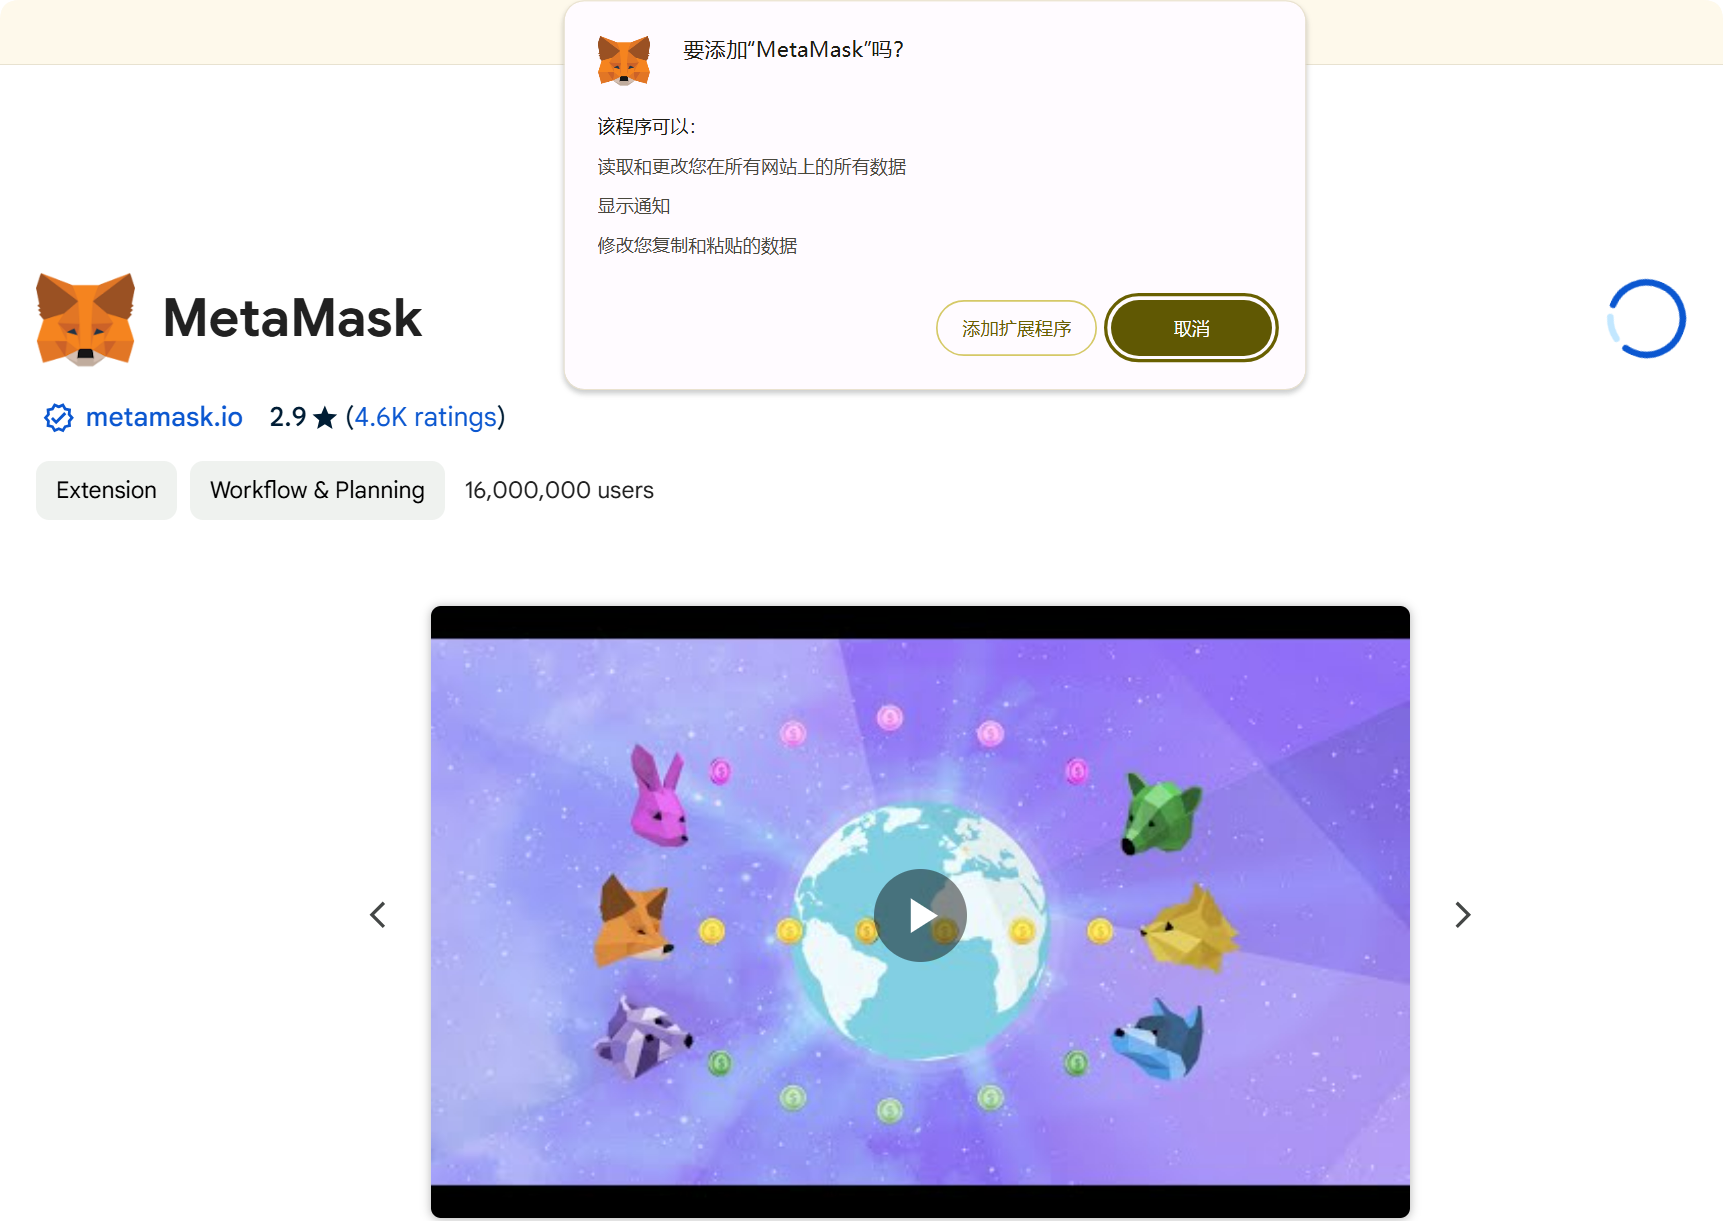 要添加“MetaMask”吗?
该程序可以:
读取和更改您在所有网站上的所有数据
显示通知
修改您复制和粘贴的数据
添加扩展程序
取消
MetaMask
metamask.io 2.9 ★ (4.6K ratings)
Extension Workflow & Planning 16,000,000 users